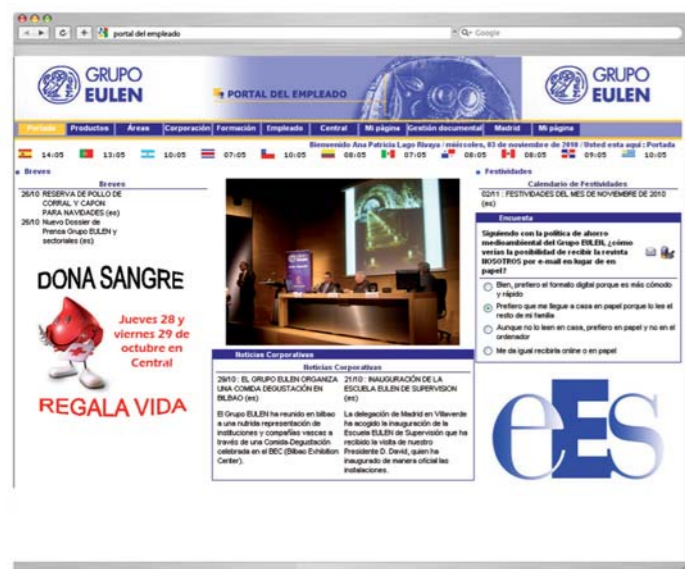 portal del empleado
Google
GRUPO
EULEN
PORTAL DEL EMPLEADO
GRUPO
EULEN
Portada Productos Áreas Corporación Formación Empleado Central Mi página Gestión documental Madrid Mi página
Bienvenido Ana Patricia Lago Rivaya / miércoles, 03 de noviembre de 2010 / Usted esta aquí : Portada
14:05 13:05 12:05 10:05 07:05 10:05 08:05 07:05 08:05 08:05 09:05 10:05
Breves
Breves
26/10 RESERVA DE POLLO DE
CORRAL Y CAPON
PARA NAVIDADES (es)
26/10 Nuevo Dossier de
Prensa Grupo EULEN y
sectoriales (es)
DONA SANGRE
Jueves 28 y
viernes 29 de
octubre en
Central
REGALA VIDA
GRUPO
EULEN
Noticias Corporativas
Noticias Corporativas
29/10 : EL GRUPO EULEN ORGANIZA
UNA COMIDA DEGUSTACIÓN EN
BILBAO (es)
El Grupo EULEN ha reunido en bilbao
a una nutrida representación de
instituciones y compañías vascas a
través de una Comida-Degustación
celebrada en el BEC (Bilbao Exhibition
Center).
21/10 : INAUGURACIÓN DE LA
ESCUELA EULEN DE SUPERVISION
(es)
La delegación de Madrid en Villaverde
ha acogido la inauguración de la
Escuela EULEN de Supervisión que ha
recibido la visita de nuestro
Presidente D. David, quien ha
inaugurado de manera oficial las
instalaciones.
Festividades
Calendario de Festividades
02/11 : FESTIVIDADES DEL MES DE NOVIEMBRE DE 2010
(es)
Encuesta
Siguiendo con la política de ahorro
medioambiental del Grupo EULEN, ¿cómo
verías la posibilidad de recibir la revista
NOSOTROS por e-mail en lugar de en
papel?
Bien, prefiero el formato digital porque es más cómodo
y rápido
Prefiero que me llegue a casa en papel porque lo les el
resto de mi familia
Aunque no lo leen en casa, prefiero en papel y no en el
ordenador
Me da igual recibirla online o en papel
eES